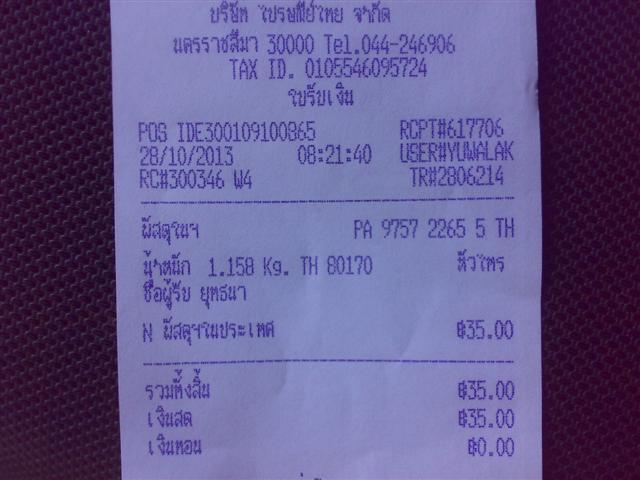 บริษัท ไปรษณีย์ไทย จำกัด
นครราชสีมา 30000 Tel.044-246906
TAX ID. 0105546095724
ใบรับเงิน
POS IDE300109100865 RCPT#617706
28/10/2013 08:21:40 USER#YUWALAK
RC#300346 W4 TR#2806214
พัสดุในฯ PA 9757 2265 5 TH
น้ำหนัก 1.158 Kg. TH 80170 หัวไทร
ชื่อผู้รับ ยุทธนา
N พัสดุฯในประเทศ ฿35.00
รวมทั้งสิ้น ฿35.00
เงินสด ฿35.00
เงินทอน ฿0.00